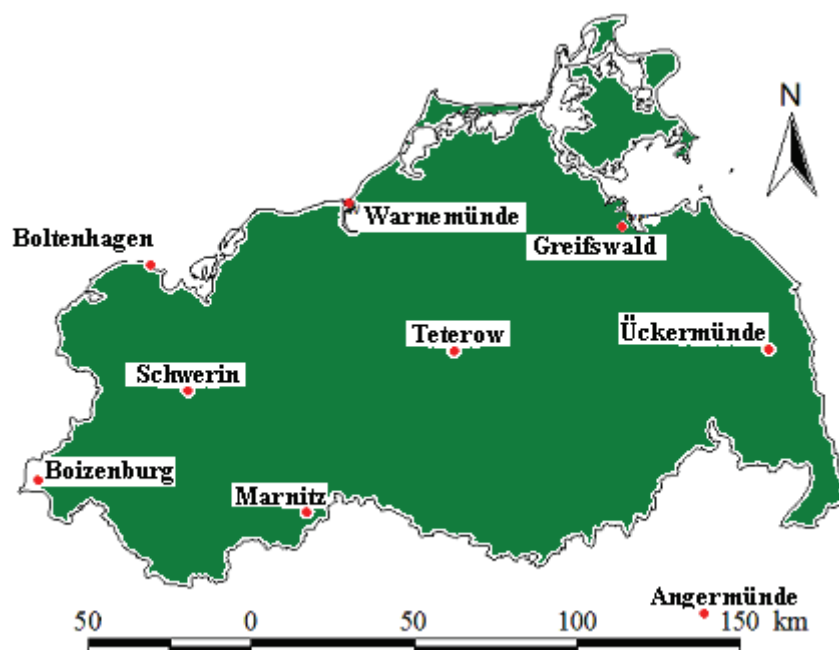 N
Warnemünde
Boltenhagen
Greifswald
Teterow
Ückermünde
Schwerin
Boizenburg
Marnitz
Angermünde
50 0 50 100 150 km